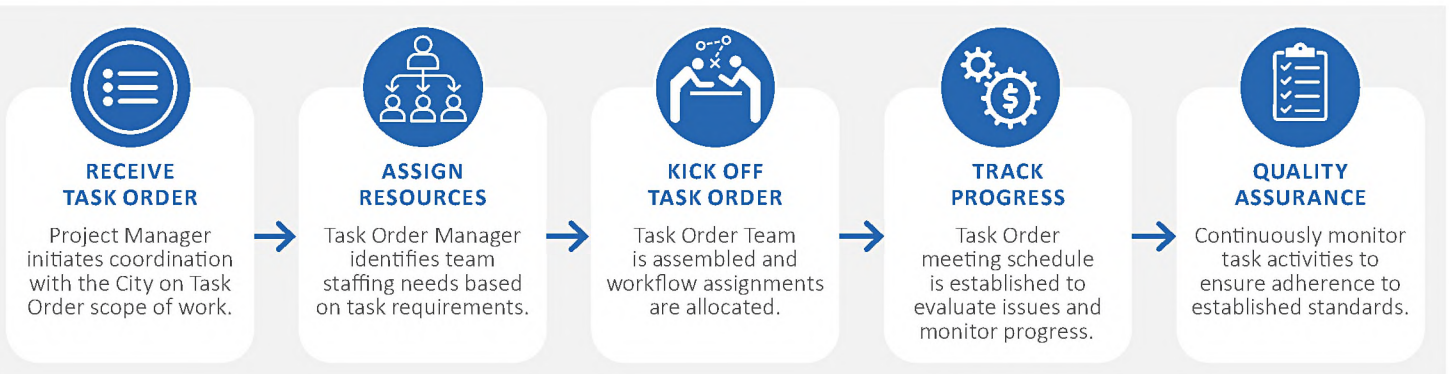 RECEIVE
TASK ORDER
Project Manager
initiates coordination
with the City on Task
Order scope of work.
ASSIGN
RESOURCES
Task Order Manager
identifies team
staffing needs based
on task requirements.
KICK OFF
TASK ORDER
Task Order Team
is assembled and
workflow assignments
are allocated.
TRACK
PROGRESS
Task Order
meeting schedule
is established to
evaluate issues and
monitor progress.
QUALITY
ASSURANCE
Continuously monitor
task activities to
ensure adherence to
established standards.